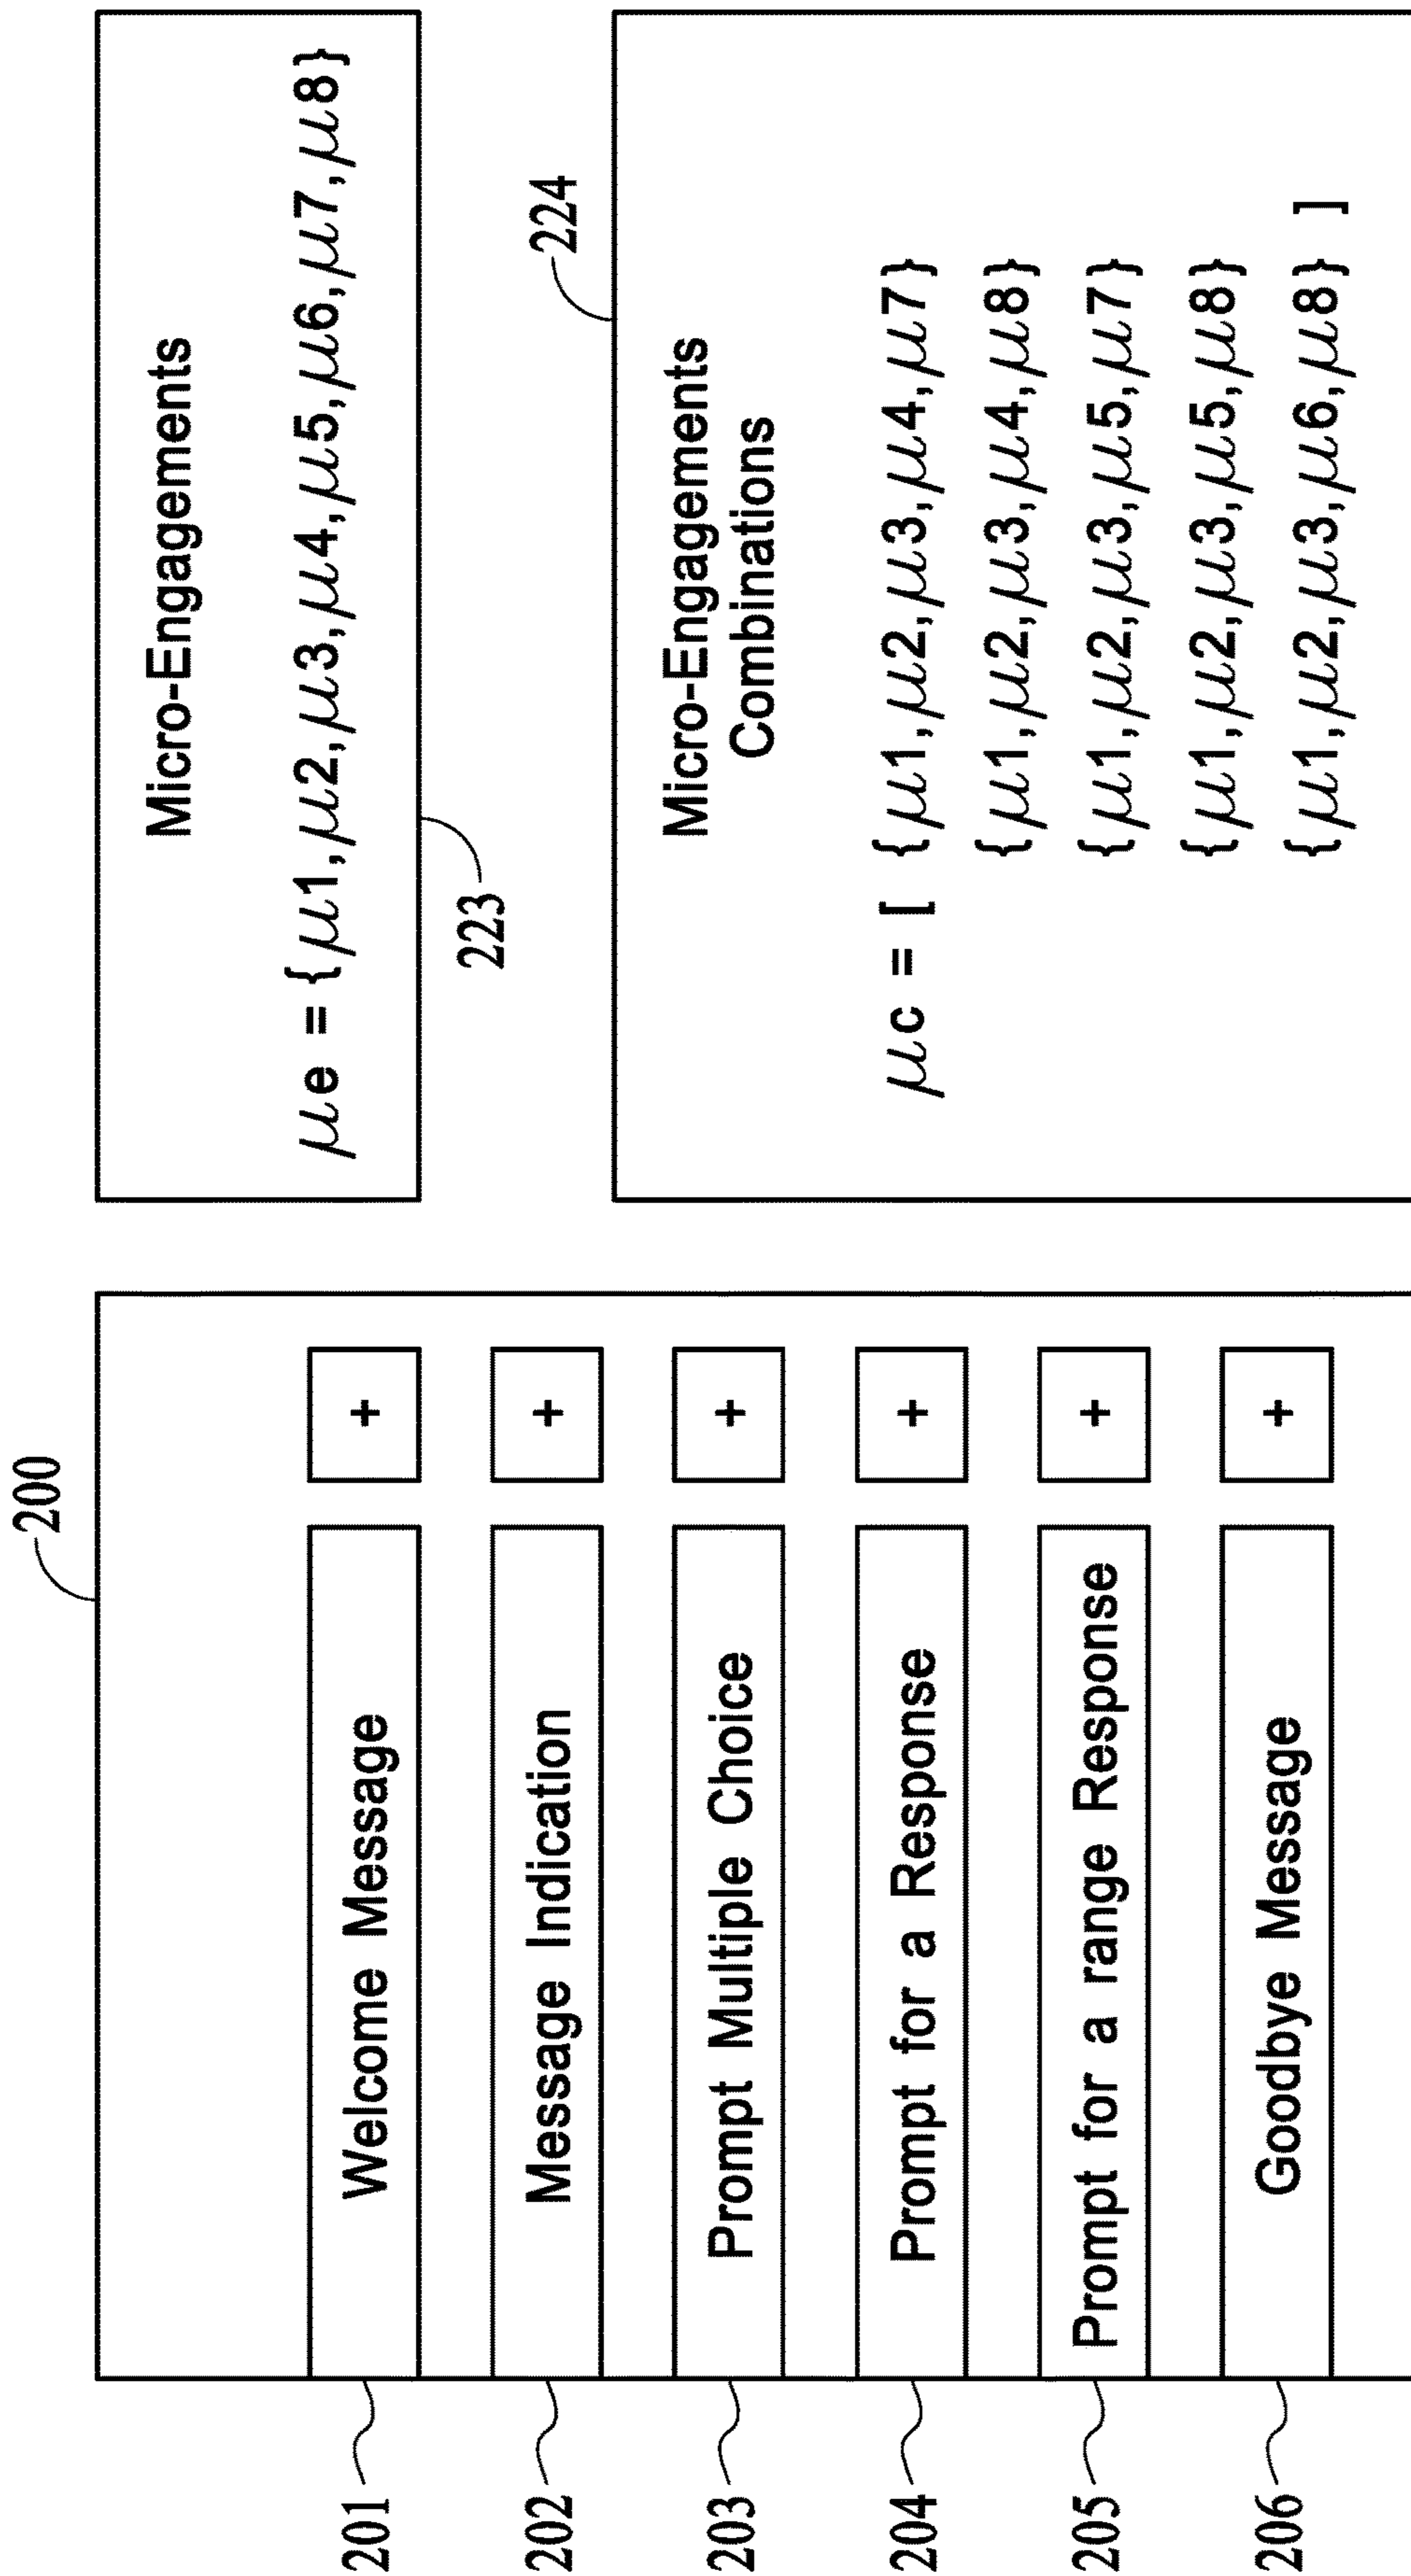 200
201
Welcome Message
+
202
Message Indication
+
203
Prompt Multiple Choice
+
204
Prompt for a Response
+
205
Prompt for a range Response
+
206
Goodbye Message
+
Micro-Engagements
μe = {μ1,μ2,μ3,μ4,μ5,μ6,μ7,μ8}
223
224
Micro-Engagements
Combinations
μc = [ {μ1,μ2,μ3,μ4,μ7}
{μ1,μ2,μ3,μ4,μ8}
{μ1,μ2,μ3,μ5,μ7}
{μ1,μ2,μ3,μ5,μ8}
{μ1,μ2,μ3,μ6,μ8} ]